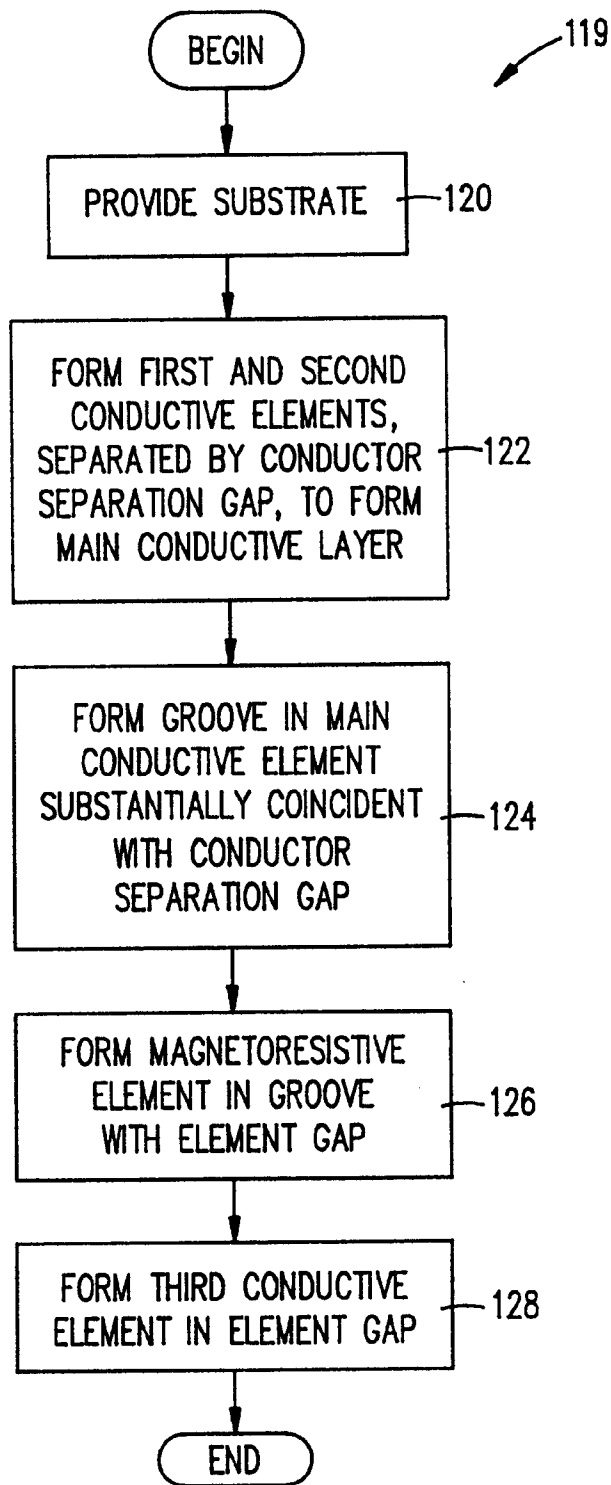 119
BEGIN
PROVIDE SUBSTRATE
120
FORM FIRST AND SECOND
CONDUCTIVE ELEMENTS,
SEPARATED BY CONDUCTOR
SEPARATION GAP, TO FORM
MAIN CONDUCTIVE LAYER
122
FORM GROOVE IN MAIN
CONDUCTIVE ELEMENT
SUBSTANTIALLY COINCIDENT
WITH CONDUCTOR
SEPARATION GAP
124
FORM MAGNETORESISTIVE
ELEMENT IN GROOVE
WITH ELEMENT GAP
126
FORM THIRD CONDUCTIVE
ELEMENT IN ELEMENT GAP
128
END